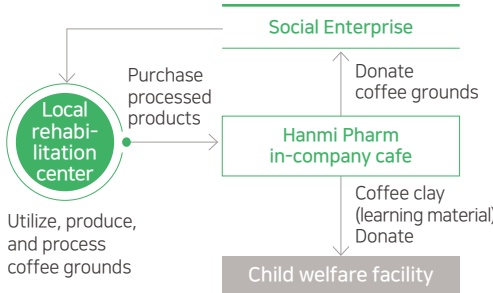 Social Enterprise
Purchase
processed
products
Donate
coffee grounds
Local
rehabi-
litation
center
Hanmi Pharm
in-company cafe
Utilize, produce,
and process
coffee grounds
Coffee clay
(learning material)
Donate
Child welfare facility